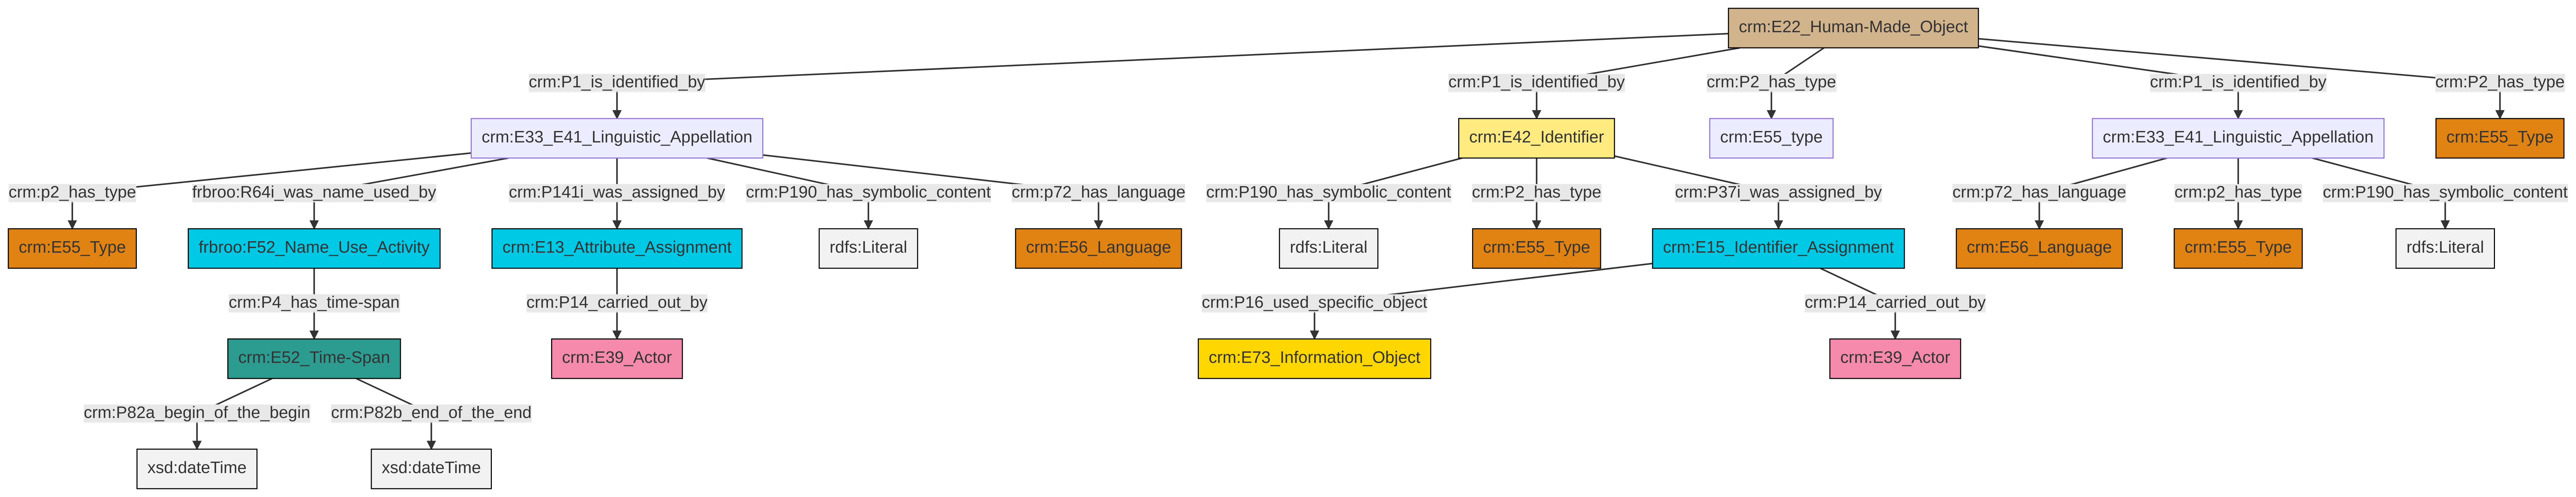 crm:E22_Human-Made_Object
crm:P1_is_identified_by
crm:P1_is_identified_by
crm:P2_has_type
crm:P1_is_identified_by
crm:P2_has_type
crm:E33_E41_Linguistic_Appellation
crm:E42_Identifier
crm:E55_type
crm:E33_E41_Linguistic_Appellation
crm:E55_Type
crm:p2_has_type
frbroo:R64i_was_name_used_by
crm:P141i_was_assigned_by
crm:P190_has_symbolic_content
crm:p72_has_language
crm:P190_has_symbolic_content
crm:P2_has_type
crm:P37i_was_assigned_by
crm:p72_has_language
crm:p2_has_type
crm:P190_has_symbolic_content
crm:E55_Type
frbroo:F52_Name_Use_Activity
crm:E13_Attribute_Assignment
rdfs:Literal
crm:E56_Language
rdfs:Literal
crm:E55_Type
crm:E15_Identifier_Assignment
crm:E56_Language
crm:E55_Type
rdfs:Literal
crm:P4_has_time-span
crm:P14_carried_out_by
crm:P16_used_specific_object
crm:P14_carried_out_by
crm:E52_Time-Span
crm:E39_Actor
crm:E73_Information_Object
crm:E39_Actor
crm:P82a_begin_of_the_begin
crm:P82b_end_of_the_end
xsd:dateTime
xsd:dateTime